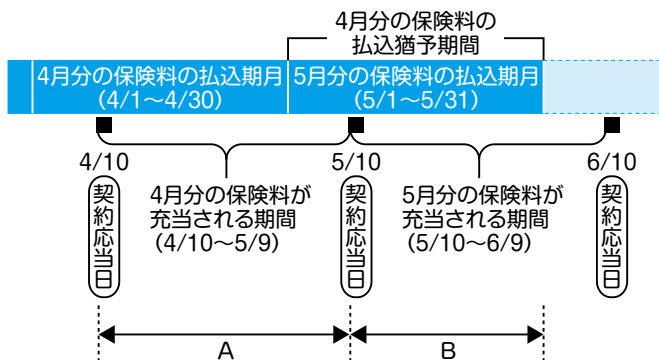 4月分の保険料の
払込猶予期間
4月分の保険料の払込期月
(4/1〜4/30)
5月分の保険料の払込期月
(5/1〜5/31)
4/10
契約応当日
4月分の保険料が
充当される期間
(4/10〜5/9)
5/10
契約応当日
5月分の保険料が
充当される期間
(5/10〜6/9)
6/10
契約応当日
A
B